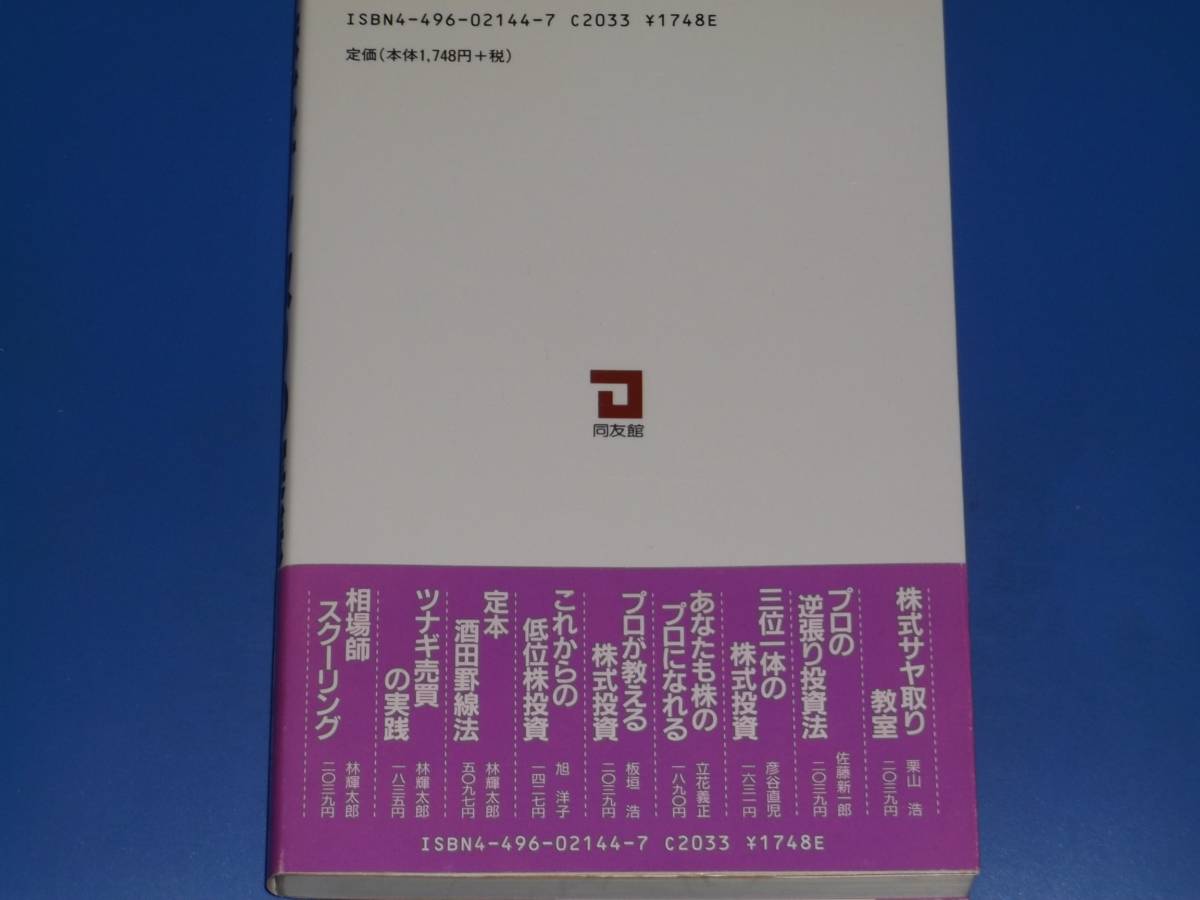 ISBN4-496-02144-7 C2033 ¥1748E
定価(本体1,748円+税)
同友館
株式サヤ取り
教室
栗山 浩
二〇三九円
プロの
逆張り投資法
佐藤新一郎
二〇三九円
三位一体の
株式投資
彦谷直児
一六三一円
あなたも株の
プロになれる
立花義正
一八九〇円
プロが教える
株式投資
板垣 浩
二〇三九円
これからの
低位株投資
旭 洋子
一四二七円
定本
酒田罫線法
林輝太郎
五〇九七円
ツナギ売買
の実践
林輝太郎
一八三五円
相場師
スクーリング
林輝太郎
二〇三九円
ISBN4-496-02144-7 C2033 ¥1748E